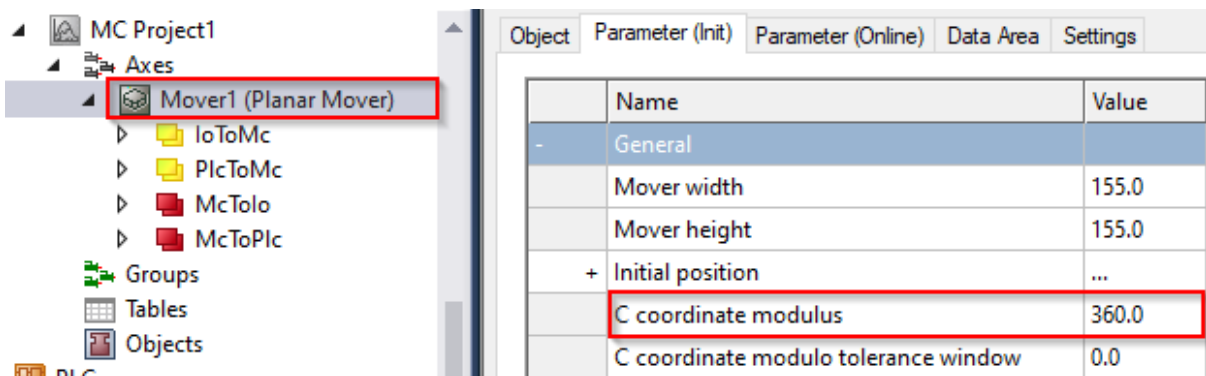 MC Project1
Axes
Mover1 (Planar Mover)
IoToMc
PlcToMc
McToIo
McToPlc
Groups
Tables
Objects
Object Parameter (Init) Parameter (Online) Data Area Settings
Name Value
- General
Mover width 155.0
Mover height 155.0
+ Initial position ...
C coordinate modulus 360.0
C coordinate modulo tolerance window 0.0